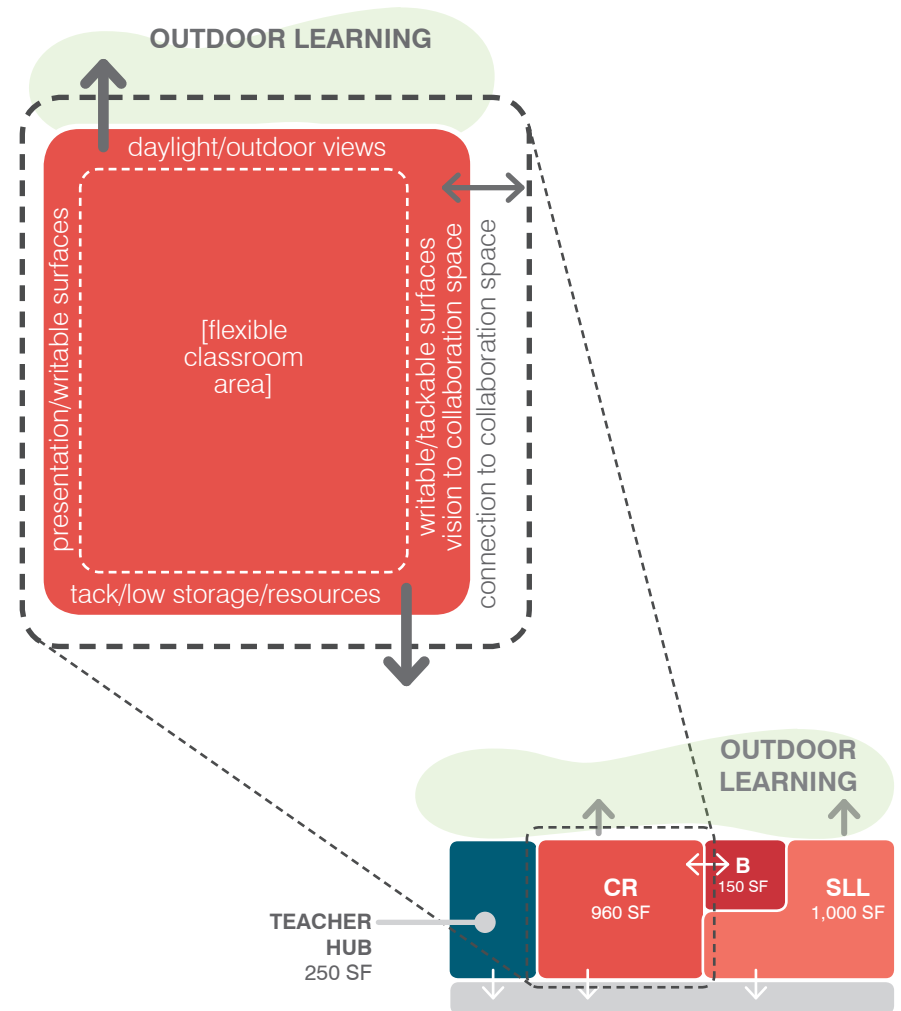 OUTDOOR LEARNING
daylight/outdoor views
presentation/writable surfaces
[flexible
classroom
area]
writable/tackable surfaces
vision to collaboration space
connection to collaboration space
tack/low storage/resources
OUTDOOR
LEARNING
TEACHER
HUB
250 SF
CR
960 SF
B
150 SF
SLL
1,000 SF